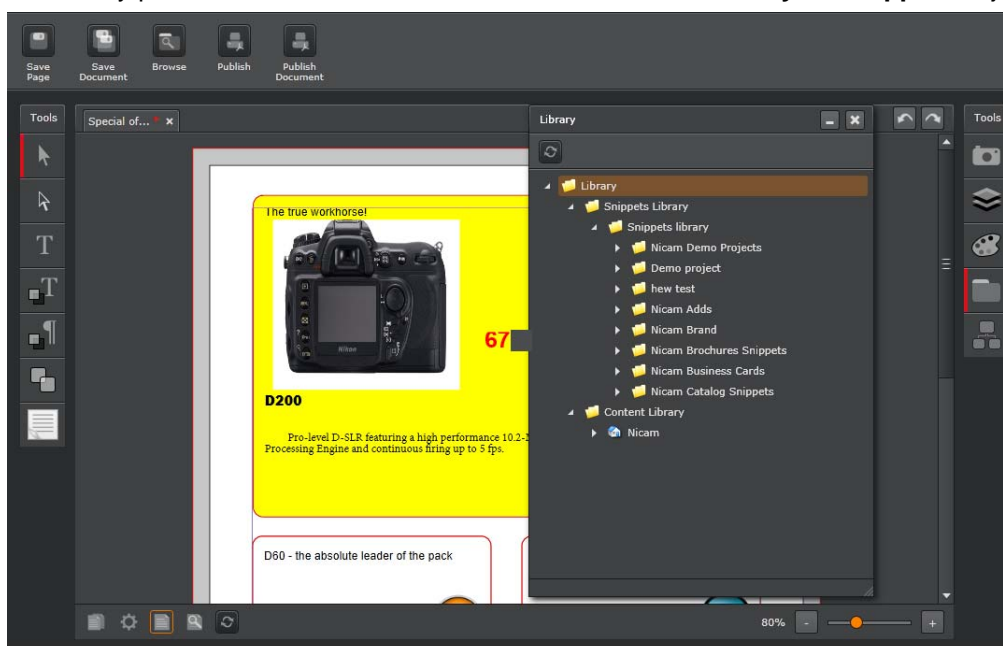 Save
Page
Save
Document
Browse
Publish
Publish
Document
Tools
Special of... * ×
Library
Tools
Library
Snippets Library
Snippets library
Nicam Demo Projects
Demo project
hew test
Nicam Adds
Nicam Brand
Nicam Brochures Snippets
Nicam Business Cards
Nicam Catalog Snippets
Content Library
Nicam
The true workhorse!
Nikon
67
D200
Pro-level D-SLR featuring a high performance 10.2-
Processing Engine and continuous firing up to 5 fps.
D60 - the absolute leader of the pack
80%